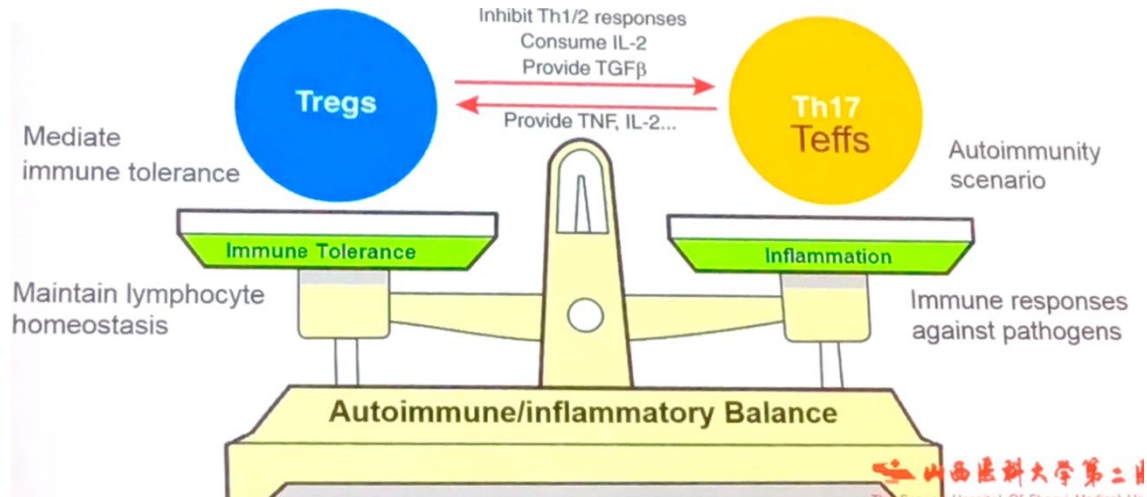 Inhibit Th1/2 responses
Consume IL-2
Provide TGFβ
Tregs
Th17
Teffs
Provide TNF, IL-2...
Mediate
immune tolerance
Autoimmunity
scenario
Immune Tolerance
Inflammation
Maintain lymphocyte
homeostasis
Immune responses
against pathogens
Autoimmune/inflammatory Balance
山西医科大学第二